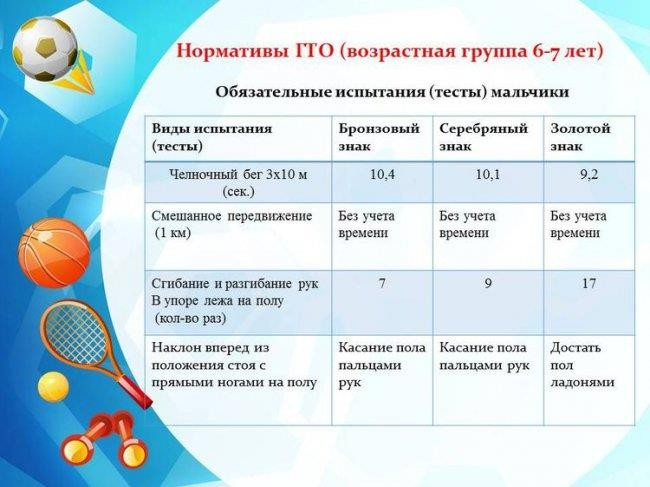 Нормативы ГТО (возрастная группа 6-7 лет)
Обязательные испытания (тесты) мальчики
Виды испытания (тесты) Бронзовый знак Серебряный знак Золотой знак
Челночный бег 3х10 м (сек.) 10,4 10,1 9,2
Смешанное передвижение (1 км) Без учета времени Без учета времени Без учета времени
Сгибание и разгибание рук В упоре лежа на полу (кол-во раз) 7 9 17
Наклон вперед из положения стоя с прямыми ногами на полу Касание пола пальцами рук Касание пола пальцами рук Достать пол ладонями